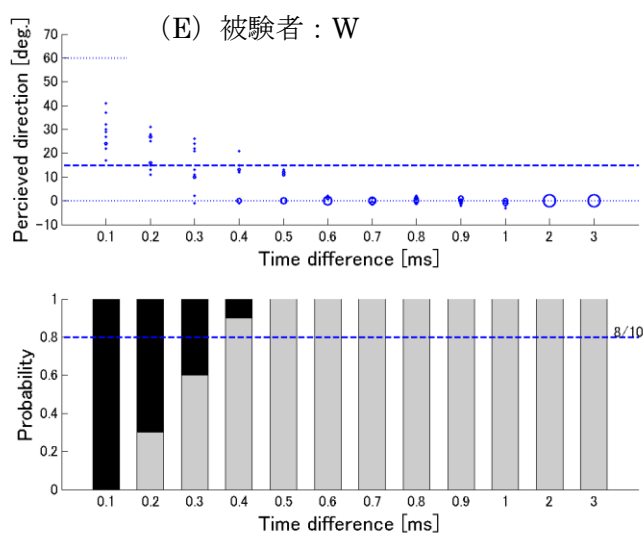 (E) 被験者：W
Percieved direction [deg.]
70
60
50
40
30
20
10
0
-10
0.1 0.2 0.3 0.4 0.5 0.6 0.7 0.8 0.9 1 2 3
Time difference [ms]
Probability
1
0.8
0.6
0.4
0.2
0
8/10
0.1 0.2 0.3 0.4 0.5 0.6 0.7 0.8 0.9 1 2 3
Time difference [ms]